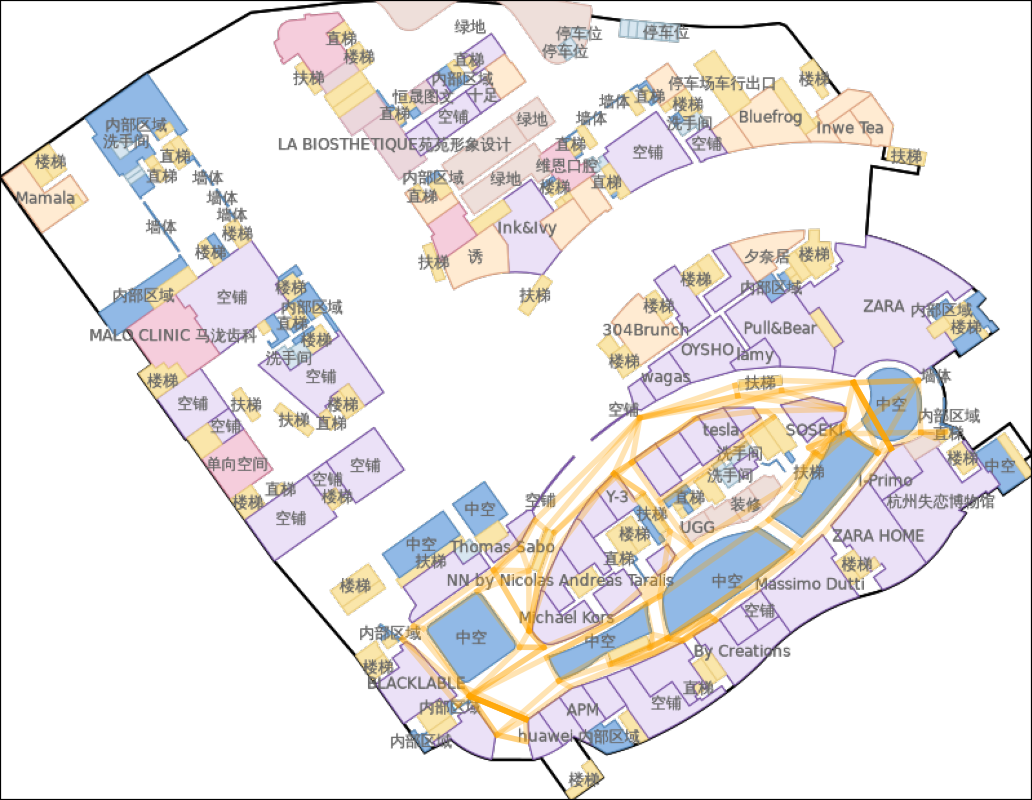 绿地
停车位
停车位
停车位
直梯
楼梯
扶梯
直梯
内部区域
恒晟图文
十足
直梯
空铺
停车场车行出口
楼梯
墙体
直梯
楼梯
墙体
洗手间
Bluefrog
Inwe Tea
绿地
LA BIOSTHETIQUE苑苑形象设计
直梯
空铺
空铺
扶梯
内部区域
洗手间
直梯
楼梯
直梯
墙体
Mamala
墙体
墙体
墙体
楼梯
楼梯
维恩口腔
绿地
内部区域
直梯
楼梯
直梯
Ink&Ivy
诱
扶梯
扶梯
夕奈居
楼梯
楼梯
内部区域
ZARA
内部区域
楼梯
内部区域
空铺
楼梯
内部区域
直梯
楼梯
MALO CLINIC 马泷齿科
洗手间
楼梯
304Brunch
Pull&Bear
OYSHO
lamy
楼梯
wagas
空铺
扶梯
墙体
中空
楼梯
空铺
空铺
空铺
扶梯
扶梯
楼梯
直梯
内部区域
直梯
tesla
SOSEKI
洗手间
洗手间
扶梯
楼梯
中空
单向空间
空铺
空铺
直梯
楼梯
楼梯
空铺
I-Primo
杭州失恋博物馆
Y-3
直梯
装修
空铺
中空
扶梯
UGG
楼梯
ZARA HOME
中空
Thomas Sabo
扶梯
直梯
楼梯
NN by Nicolas Andreas Taralis
中空
Massimo Dutti
楼梯
空铺
Michael Kors
内部区域
中空
中空
By Creations
楼梯
BLACKLABLE
直梯
空铺
内部区域
APM
huawei
内部区域
内部区域
楼梯